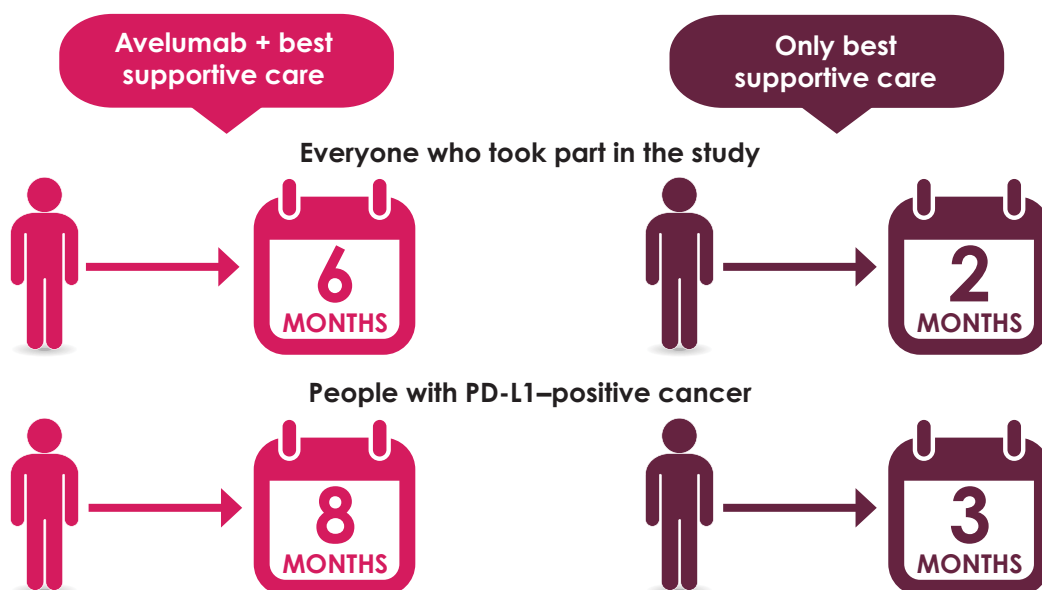 Avelumab + best
supportive care
Only best
supportive care
Everyone who took part in the study
6
MONTHS
2
MONTHS
People with PD-L1–positive cancer
8
MONTHS
3
MONTHS